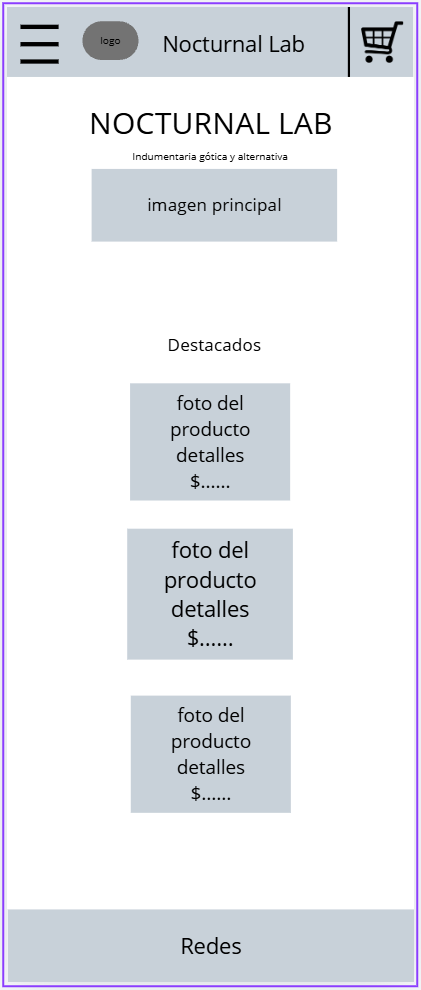 logo
Nocturnal Lab
NOCTURNAL LAB
Indumentaria gótica y alternativa
imagen principal
Destacados
foto del
producto
detalles
$......
foto del
producto
detalles
$......
foto del
producto
detalles
$......
Redes